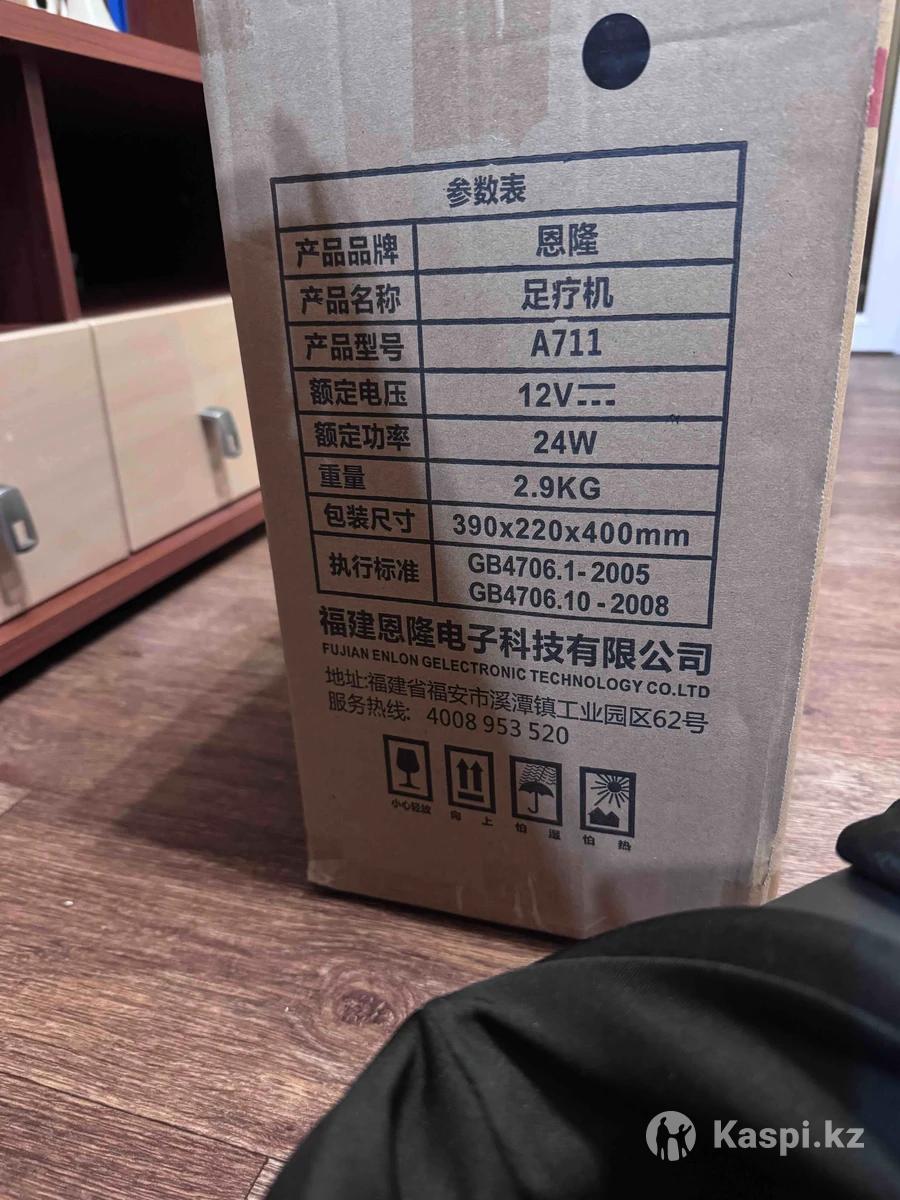 参数表
产品品牌 恩隆
产品名称 足疗机
产品型号 A711
额定电压 12V⎓
额定功率 24W
重量 2.9KG
包装尺寸 390x220x400mm
执行标准 GB4706.1-2005
GB4706.10-2008
福建恩隆电子科技有限公司
FUJIAN ENLON GELECTRONIC TECHNOLOGY CO.LTD
地址:福建省福安市溪潭镇工业园区62号
服务热线: 4008 953 520
小心轻放 向上 怕湿 怕热
Kaspi.kz